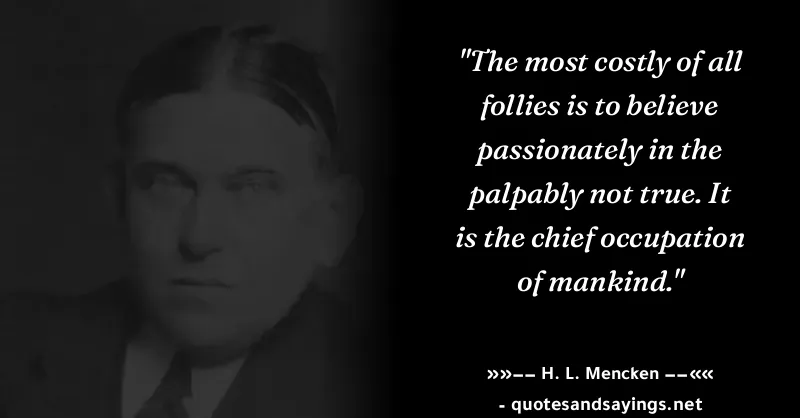 "The most costly of all
follies is to believe
passionately in the
palpably not true. It
is the chief occupation
of mankind."
»»–– H. L. Mencken ––««
- quotesandsayings.net